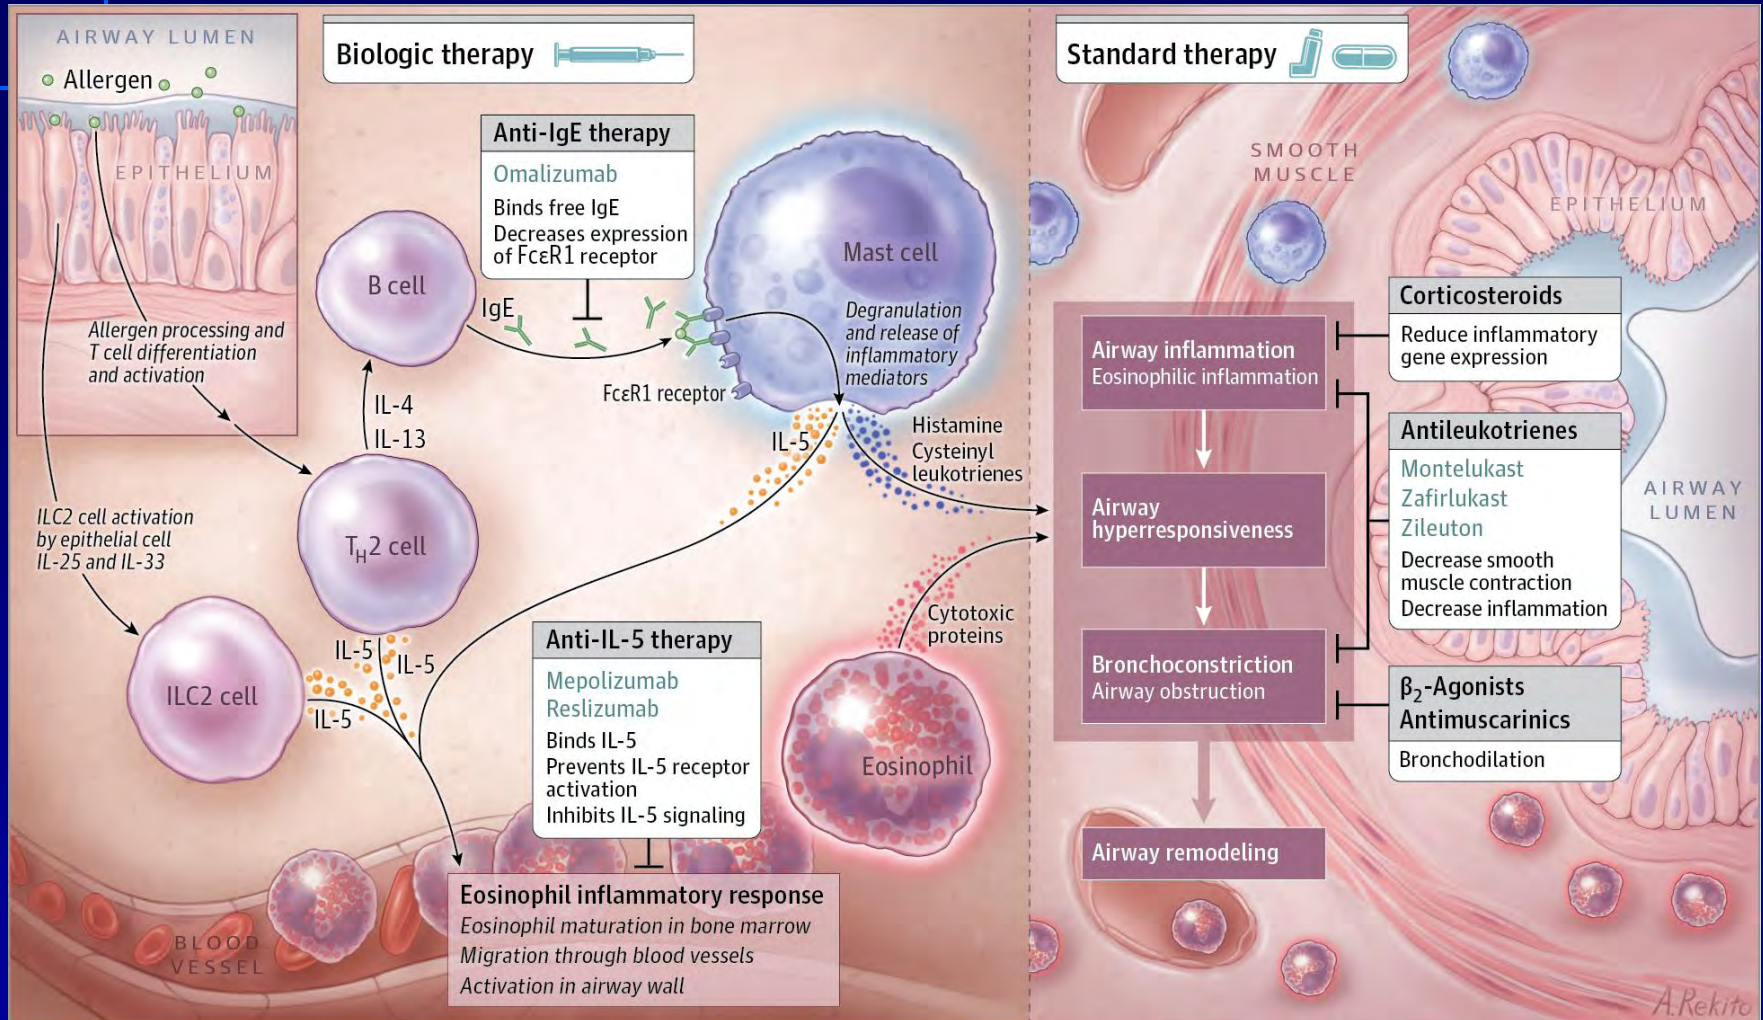 AIRWAY LUMEN
Allergen
EPITHELIUM
Allergen processing and
T cell differentiation
and activation
ILC2 cell activation
by epithelial cell
IL-25 and IL-33
Biologic therapy
Anti-IgE therapy
Omalizumab
Binds free IgE
Decreases expression
of FcεR1 receptor
B cell
IgE
FcεR1 receptor
Mast cell
Degranulation
and release of
inflammatory
mediators
IL-4
IL-13
TH2 cell
IL-5
Histamine
Cysteinyl
leukotrienes
ILC2 cell
IL-5
IL-5
IL-5
Anti-IL-5 therapy
Mepolizumab
Reslizumab
Binds IL-5
Prevents IL-5 receptor
activation
Inhibits IL-5 signaling
Cytotoxic
proteins
Eosinophil
Eosinophil inflammatory response
Eosinophil maturation in bone marrow
Migration through blood vessels
Activation in airway wall
BLOOD
VESSEL
Standard therapy
SMOOTH
MUSCLE
EPITHELIUM
Airway inflammation
Eosinophilic inflammation
Airway
hyperresponsiveness
Bronchoconstriction
Airway obstruction
Airway remodeling
Corticosteroids
Reduce inflammatory
gene expression
Antileukotrienes
Montelukast
Zafirlukast
Zileuton
Decrease smooth
muscle contraction
Decrease inflammation
AIRWAY
LUMEN
β2-Agonists
Antimuscarinics
Bronchodilation
A.Rekito